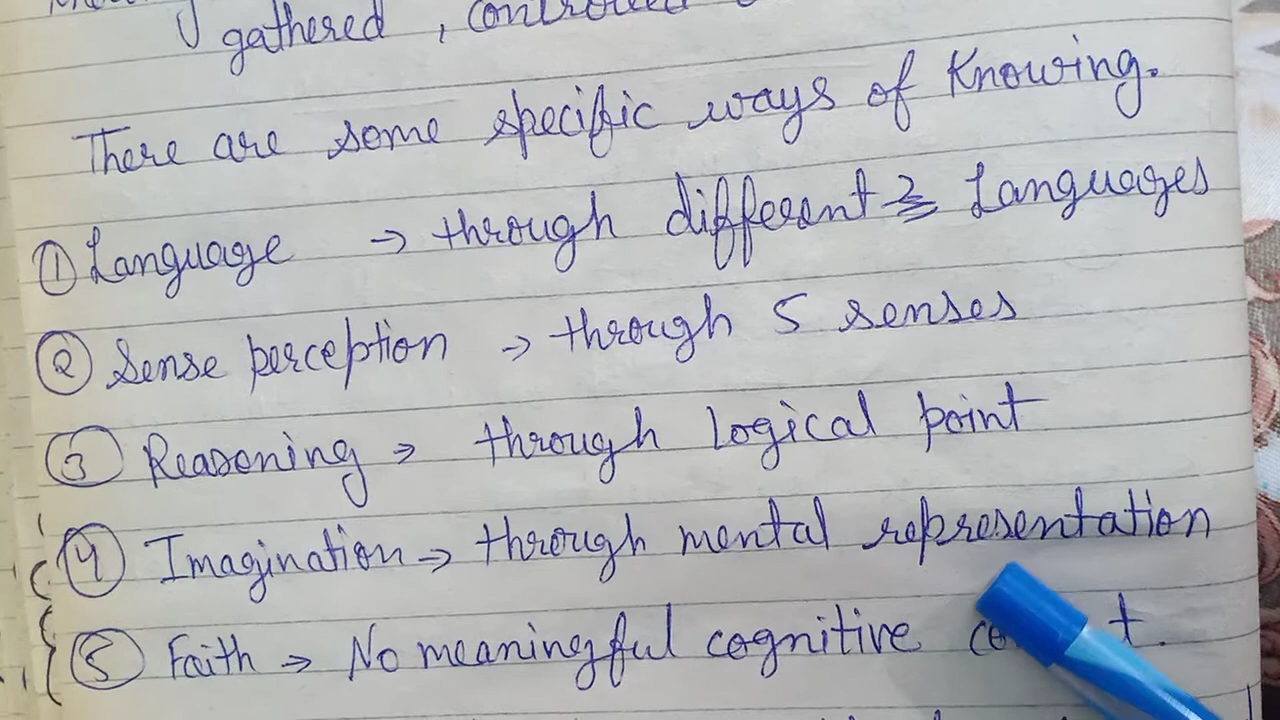 gathered, controlled
There are some specific ways of Knowing.
① Language → through different Languages
② Sense perception → through 5 senses
③ Reasoning → through logical point
④ Imagination → through mental representation
⑤ Faith → No meaningful cognitive